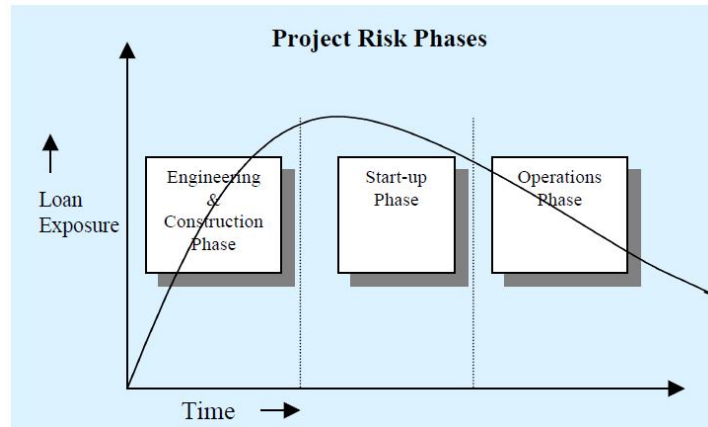 Project Risk Phases
Loan
Exposure
Engineering
&
Construction
Phase
Start-up
Phase
Operations
Phase
Time